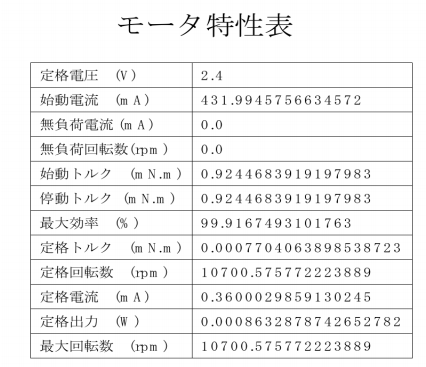 モータ特性表
定格電圧 (V) 2.4
始動電流 (mA) 431.9945756634572
無負荷電流 (mA) 0.0
無負荷回転数(rpm) 0.0
始動トルク (mN.m) 0.9244683919197983
停動トルク (mN.m) 0.9244683919197983
最大効率 (%) 99.9167493101763
定格トルク (mN.m) 0.0007704063898538723
定格回転数 (rpm) 10700.575772223889
定格電流 (mA) 0.3600029859130245
定格出力 (W) 0.0008632878742652782
最大回転数 (rpm) 10700.575772223889